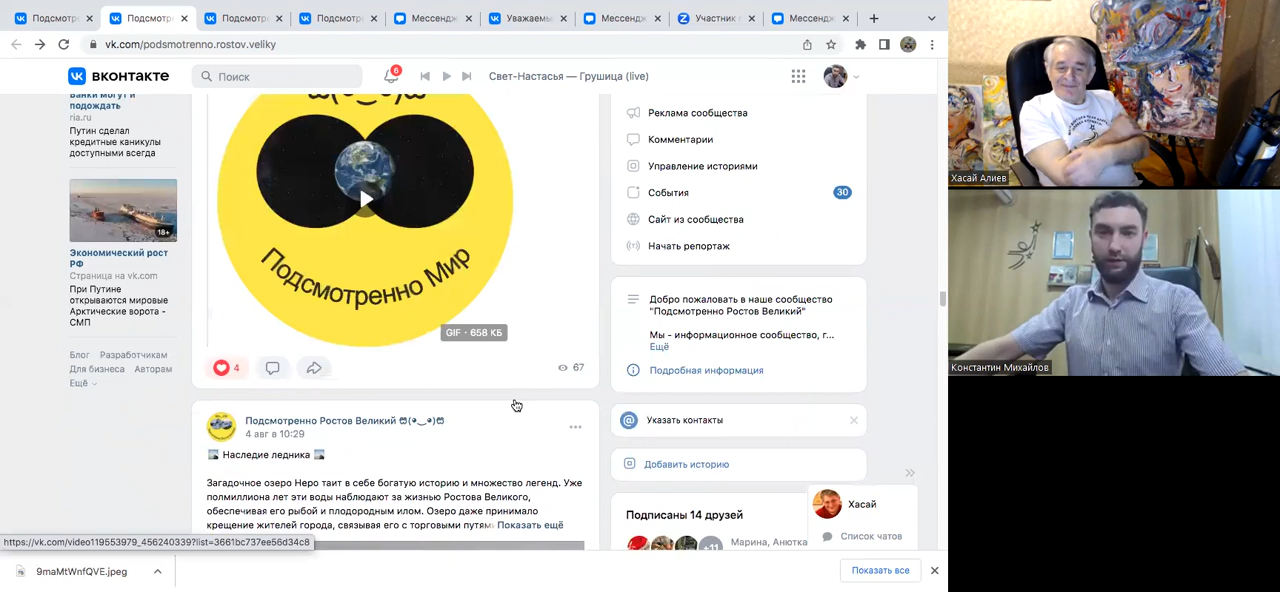 Подсмотре
Подсмотре
Подсмотре
Подсмотре
Мессендж
Уважаемы
Мессендж
Участник
Мессендж
vk.com/podsmotrenno.rostov.veliky
ВКОНТАКТЕ
Поиск
6
Свет-Настасья — Грушица (live)
Банки могут и
подождать
ria.ru
Путин сделал
кредитные каникулы
доступными всегда
18+
Экономический рост
РФ
Страница на vk.com
При Путине
открываются мировые
Арктические ворота -
СМП
Блог Разработчикам
Для бизнеса Авторам
Ещё
Подсмотренно Мир
GIF · 658 КБ
4
67
Подсмотренно Ростов Великий
4 авг в 10:29
Наследие ледника
Загадочное озеро Неро таит в себе богатую историю и множество легенд. Уже
полмиллиона лет эти воды наблюдают за жизнью Ростова Великого,
обеспечивая его рыбой и плодородным илом. Озеро даже принимало
крещение жителей города, связывая его с торговыми путям Показать ещё
Реклама сообщества
Комментарии
Управление историями
События 30
Сайт из сообщества
Начать репортаж
Добро пожаловать в наше сообщество
"Подсмотренно Ростов Великий"
Мы - информационное сообщество, г...
Ещё
Подробная информация
Указать контакты
Добавить историю
Подписаны 14 друзей
+11
Марина, Анютка
Хасай
Список чатов
https://vk.com/video119553979_456240339?list=3661bc737ee56d34c8
9maMtWnfQVE.jpeg
Показать все
Хасай Алиев
Константин Михайлов